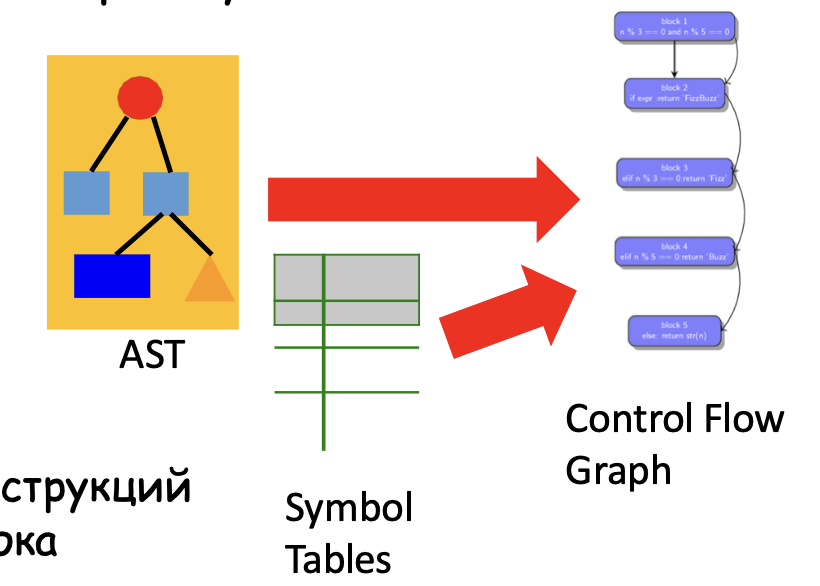 block 1
n % 3 == 0 and n % 5 == 0
block 2
if expr :return 'FizzBuzz'
block 3
elif n % 3 == 0:return 'Fizz'
block 4
elif n % 5 == 0:return 'Buzz'
block 5
else: return str(n)
AST
Control Flow
Graph
струкций
Symbol
Tables